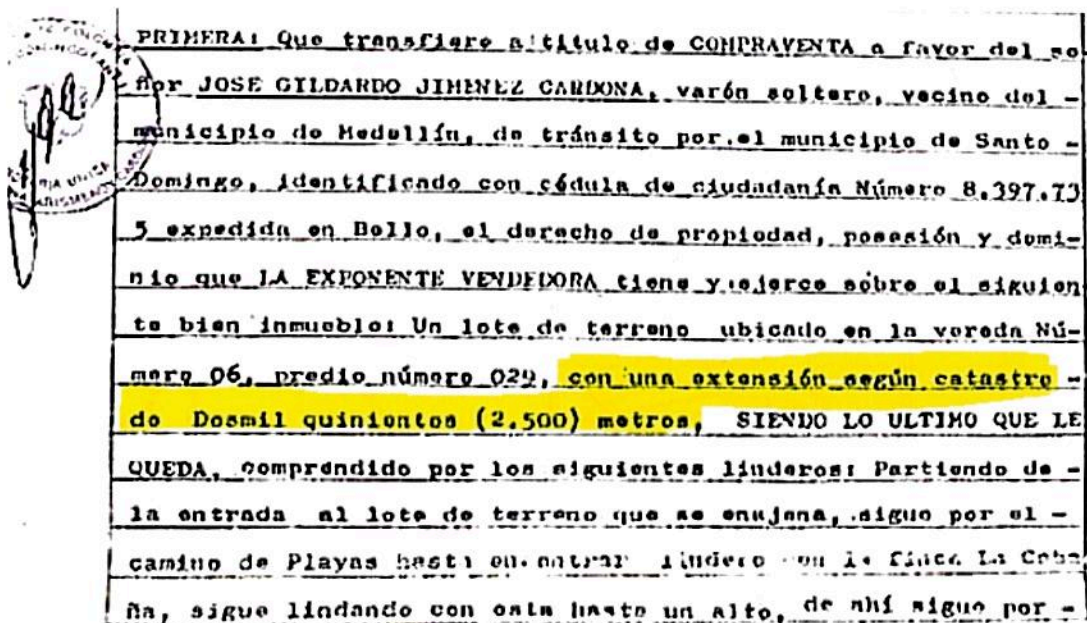 PRIMERA: Que transfiere a título de COMPRAVENTA a favor del se
ñor JOSE GILDARDO JIMENEZ CARDONA, varón soltero, vecino del -
municipio de Medellín, de tránsito por el municipio de Santo -
Domingo, identificado con cédula de ciudadanía Número 8.397.73
5 expedida en Bello, el derecho de propiedad, posesión y domi-
nio que LA EXPONENTE VENDEDORA tiene y ejerce sobre el siguien
te bien inmueble: Un lote de terreno ubicado en la vereda Nú-
mero 06, predio número 029, con una extensión según catastro -
de Dosmil quinientos (2.500) metros, SIENDO LO ULTIMO QUE LE
QUEDA, comprendido por los siguientes linderos: Partiendo de -
la entrada al lote de terreno que se enajena, sigue por el -
camino de Playas hasta encontrar lindero con la finca La Caba
ña, sigue lindando con esta hasta un alto, de ahí sigue por -